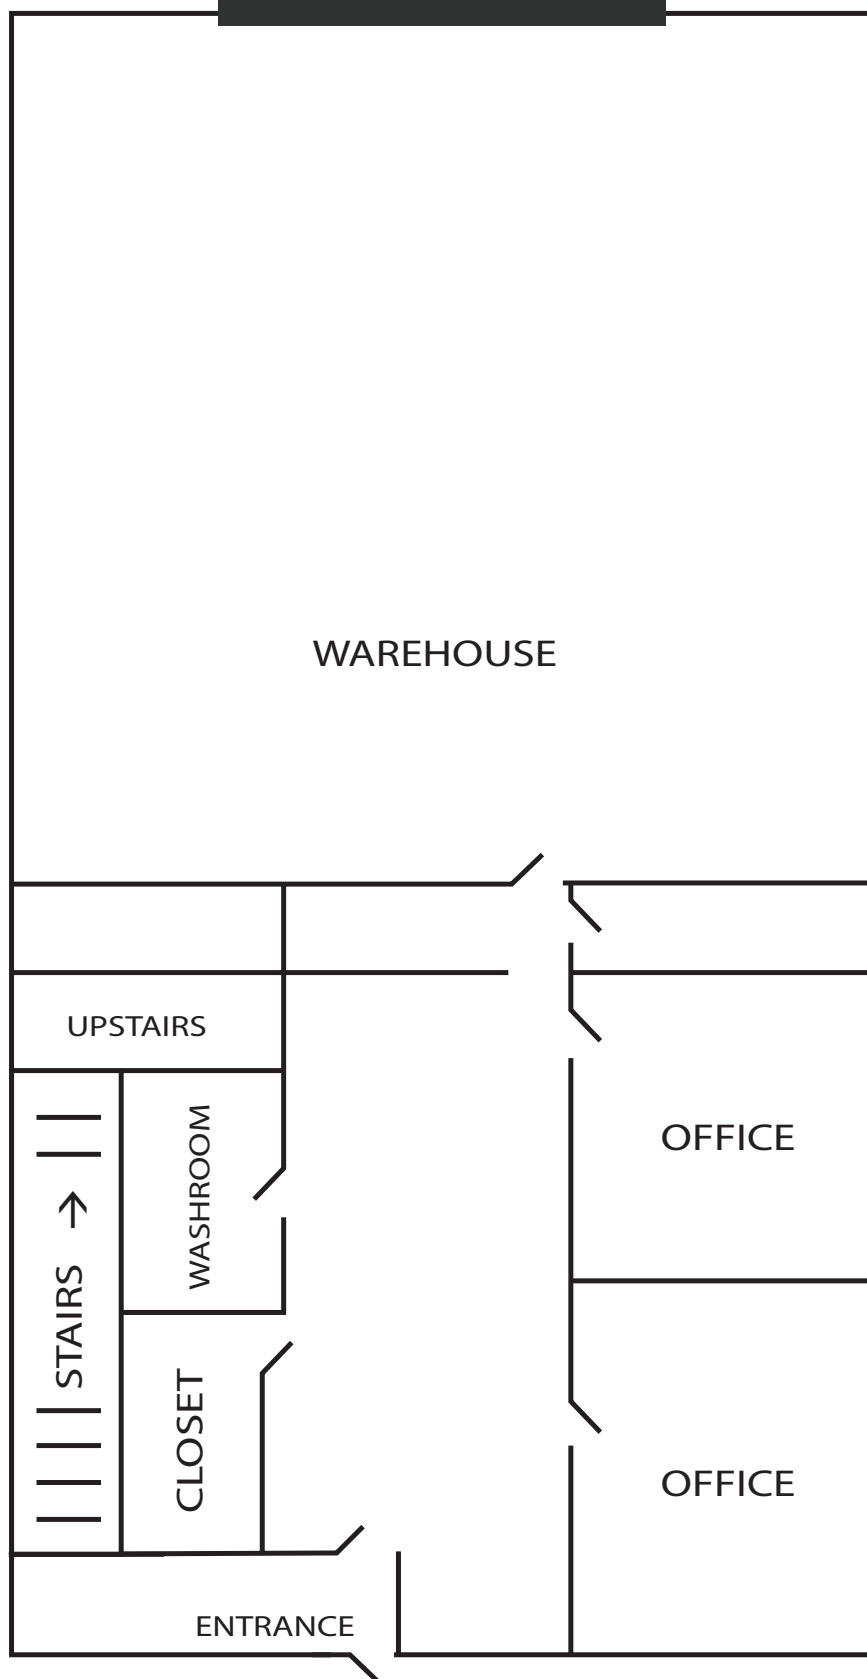 WAREHOUSE
UPSTAIRS
WASHROOM
OFFICE
STAIRS →
CLOSET
OFFICE
ENTRANCE